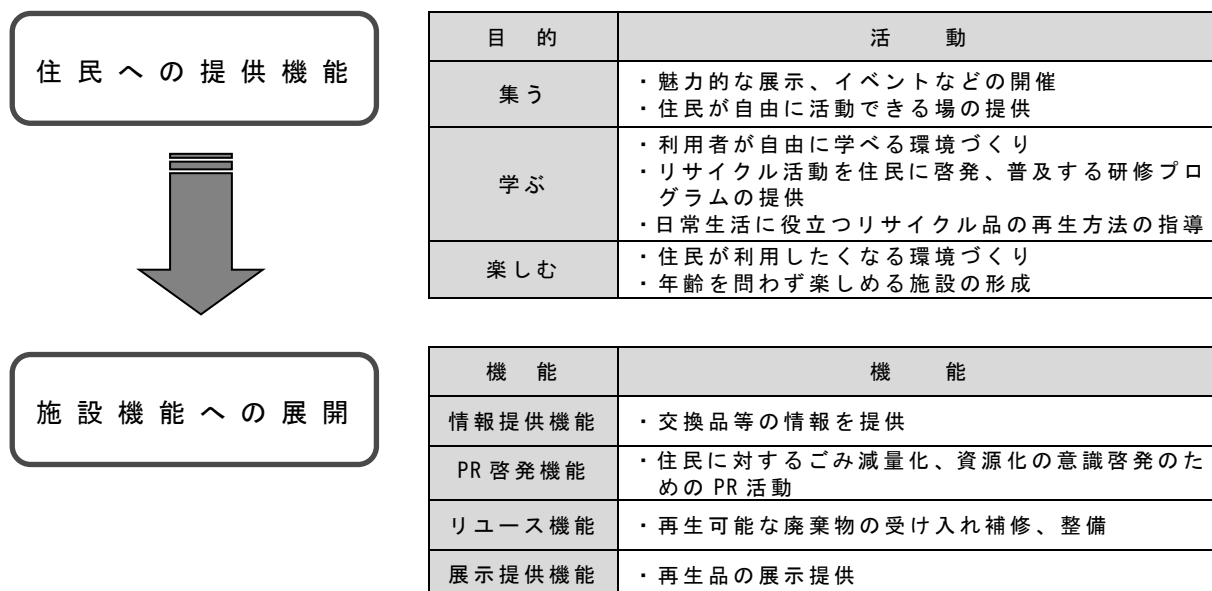 住民への提供機能
目 的 活 動
集う
・魅力的な展示、イベントなどの開催
・住民が自由に活動できる場の提供
学ぶ
・利用者が自由に学べる環境づくり
・リサイクル活動を住民に啓発、普及する研修プロ
グラムの提供
・日常生活に役立つリサイクル品の再生方法の指導
楽しむ
・住民が利用したくなる環境づくり
・年齢を問わず楽しめる施設の形成
施設機能への展開
機 能 機 能
情報提供機能 ・交換品等の情報を提供
PR啓発機能
・住民に対するごみ減量化、資源化の意識啓発のた
めのPR活動
リユース機能 ・再生可能な廃棄物の受け入れ補修、整備
展示提供機能 ・再生品の展示提供